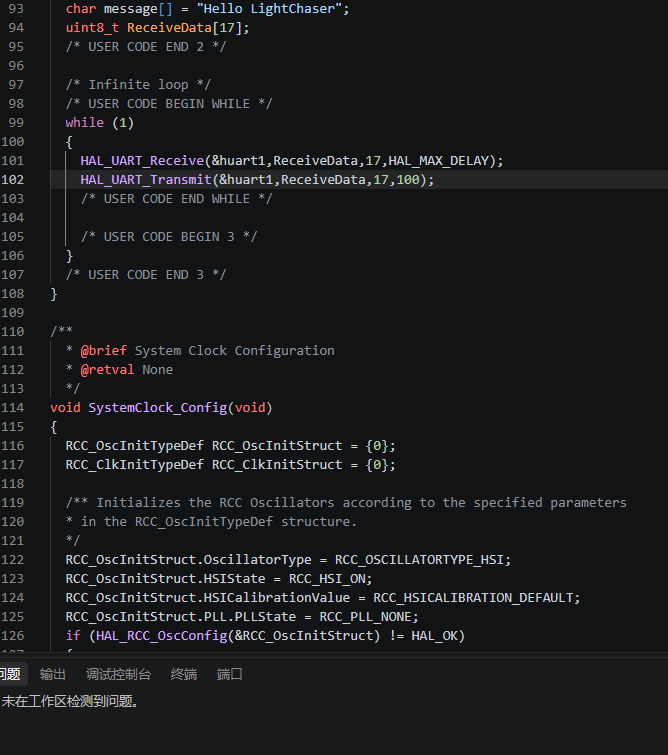 93 char message[] = "Hello LightChaser";
94 uint8_t ReceiveData[17];
95 /* USER CODE END 2 */
96
97 /* Infinite loop */
98 /* USER CODE BEGIN WHILE */
99 while (1)
100 {
101 HAL_UART_Receive(&huart1,ReceiveData,17,HAL_MAX_DELAY);
102 HAL_UART_Transmit(&huart1,ReceiveData,17,100);
103 /* USER CODE END WHILE */
104
105 /* USER CODE BEGIN 3 */
106 }
107 /* USER CODE END 3 */
108 }
109
110 /**
111 * @brief System Clock Configuration
112 * @retval None
113 */
114 void SystemClock_Config(void)
115 {
116 RCC_OscInitTypeDef RCC_OscInitStruct = {0};
117 RCC_ClkInitTypeDef RCC_ClkInitStruct = {0};
118
119 /** Initializes the RCC Oscillators according to the specified parameters
120 * in the RCC_OscInitTypeDef structure.
121 */
122 RCC_OscInitStruct.OscillatorType = RCC_OSCILLATORTYPE_HSI;
123 RCC_OscInitStruct.HSIState = RCC_HSI_ON;
124 RCC_OscInitStruct.HSICalibrationValue = RCC_HSICALIBRATION_DEFAULT;
125 RCC_OscInitStruct.PLL.PLLState = RCC_PLL_NONE;
126 if (HAL_RCC_OscConfig(&RCC_OscInitStruct) != HAL_OK)
问题 输出 调试控制台 终端 端口
未在工作区检测到问题。